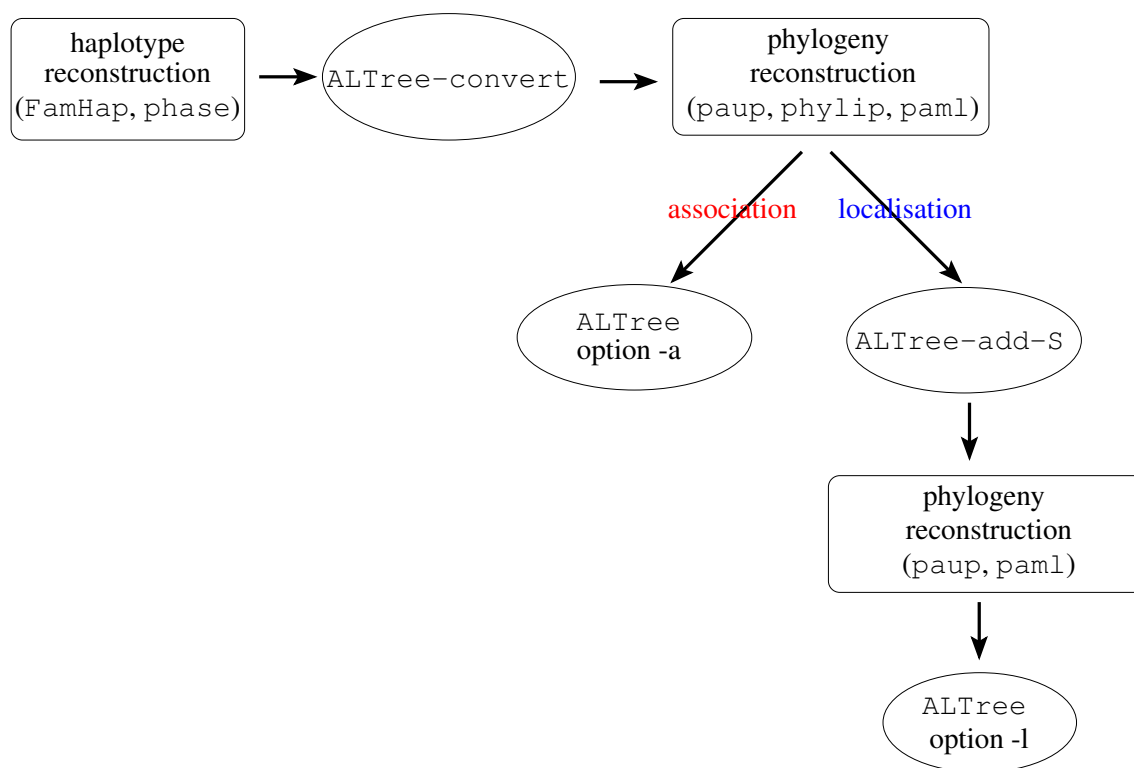 haplotype
reconstruction
(FamHap, phase)
ALTree-convert
phylogeny
reconstruction
(paup, phylip, paml)
association
localisation
ALTree
option -a
ALTree-add-S
phylogeny
reconstruction
(paup, paml)
ALTree
option -l